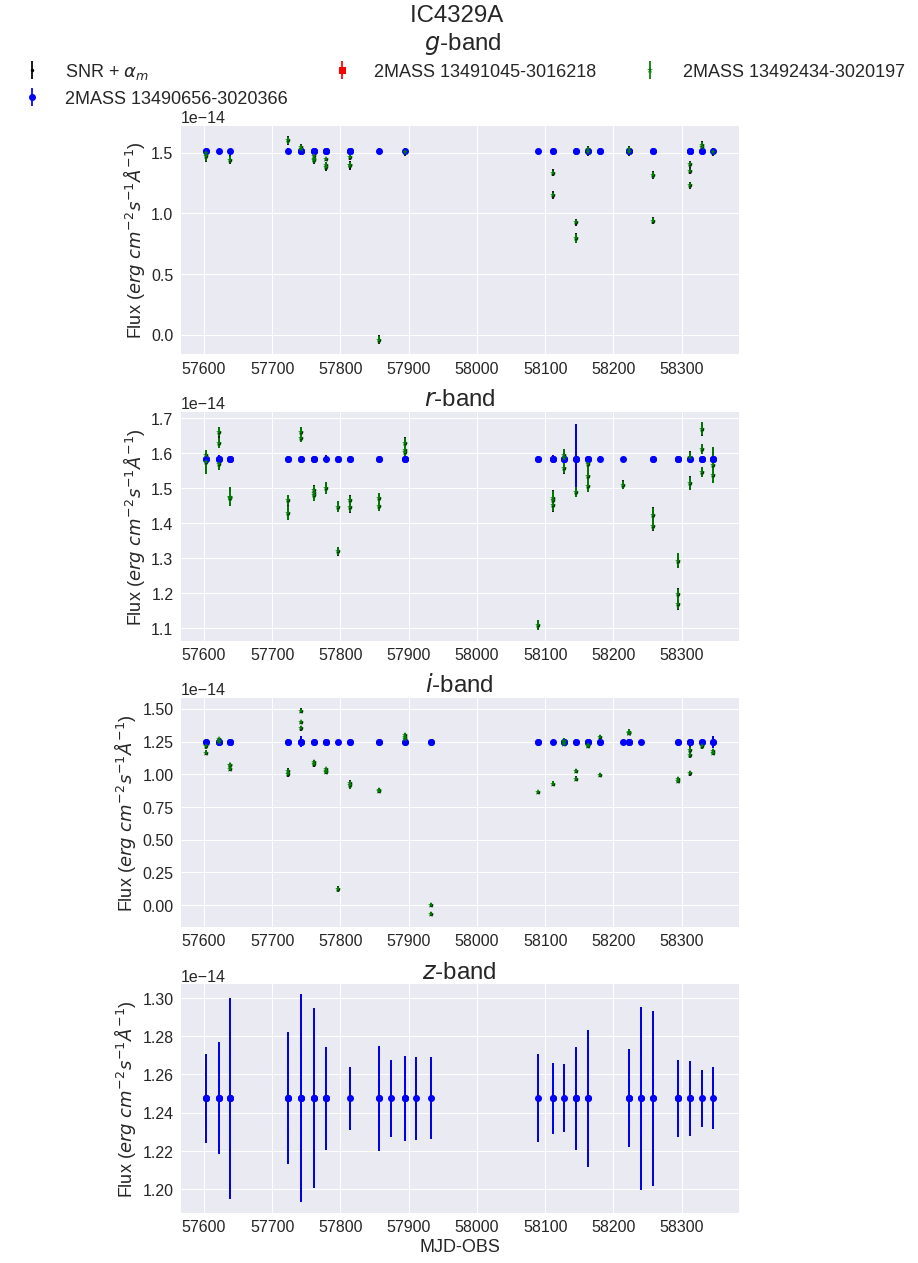 IC4329A
g-band
SNR + αₘ 2MASS 13491045-3016218 2MASS 13492434-3020197
2MASS 13490656-3020366
1e−14
Flux (erg cm⁻²s⁻¹Å⁻¹)
1.5
1.0
0.5
0.0
57600 57700 57800 57900 58000 58100 58200 58300
r-band
1e−14
Flux (erg cm⁻²s⁻¹Å⁻¹)
1.7
1.6
1.5
1.4
1.3
1.2
1.1
57600 57700 57800 57900 58000 58100 58200 58300
i-band
1e−14
Flux (erg cm⁻²s⁻¹Å⁻¹)
1.50
1.25
1.00
0.75
0.50
0.25
0.00
57600 57700 57800 57900 58000 58100 58200 58300
z-band
1e−14
Flux (erg cm⁻²s⁻¹Å⁻¹)
1.30
1.28
1.26
1.24
1.22
1.20
57600 57700 57800 57900 58000 58100 58200 58300
MJD-OBS